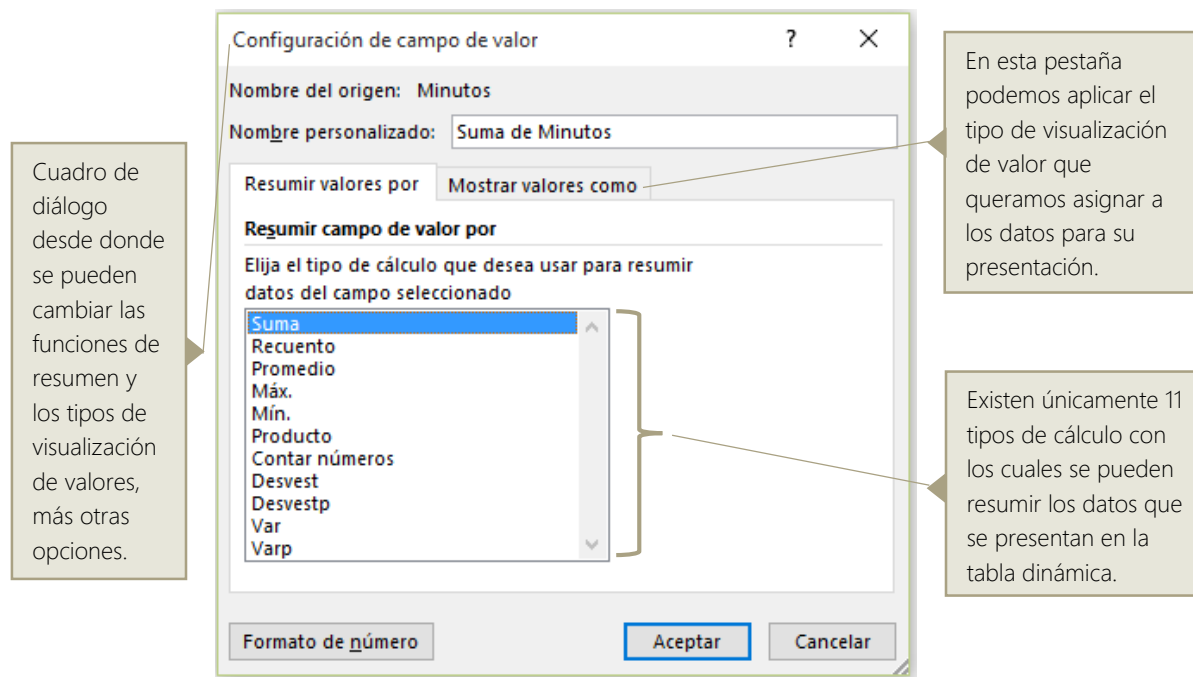 Configuración de campo de valor ? ×
Nombre del origen: Minutos
Nombre personalizado: Suma de Minutos
Resumir valores por Mostrar valores como
Resumir campo de valor por
Elija el tipo de cálculo que desea usar para resumir
datos del campo seleccionado
Suma
Recuento
Promedio
Máx.
Mín.
Producto
Contar números
Desvest
Desvestp
Var
Varp
Formato de número Aceptar Cancelar
Cuadro de
diálogo
desde donde
se pueden
cambiar las
funciones de
resumen y
los tipos de
visualización
de valores,
más otras
opciones.
En esta pestaña
podemos aplicar el
tipo de visualización
de valor que
queramos asignar a
los datos para su
presentación.
Existen únicamente 11
tipos de cálculo con
los cuales se pueden
resumir los datos que
se presentan en la
tabla dinámica.